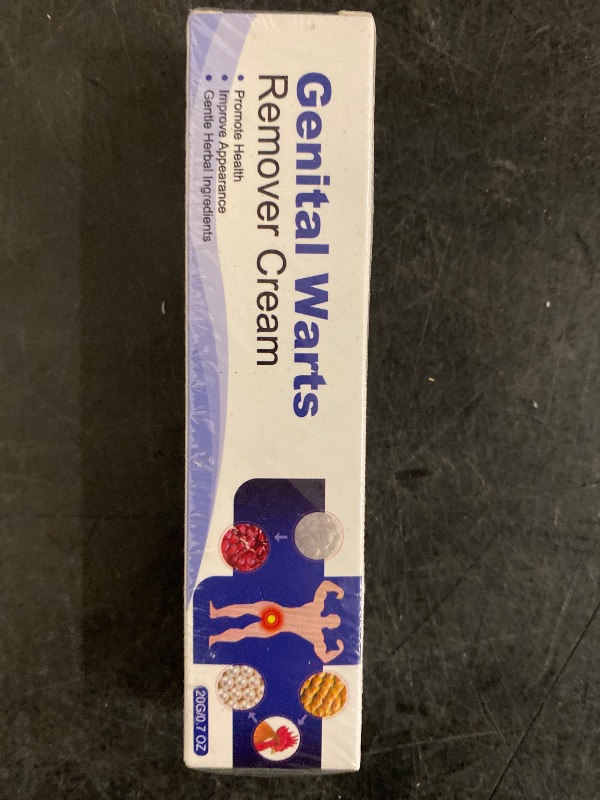 Genital Warts
Remover Cream
• Promote Health
• Improve Appearance
• Gentle Herbal Ingredients
20G/0.7 OZ